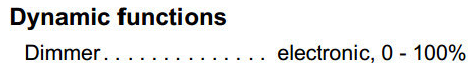 Dynamic functions
Dimmer. . . . . . . . . . . . . . electronic, 0 - 100%